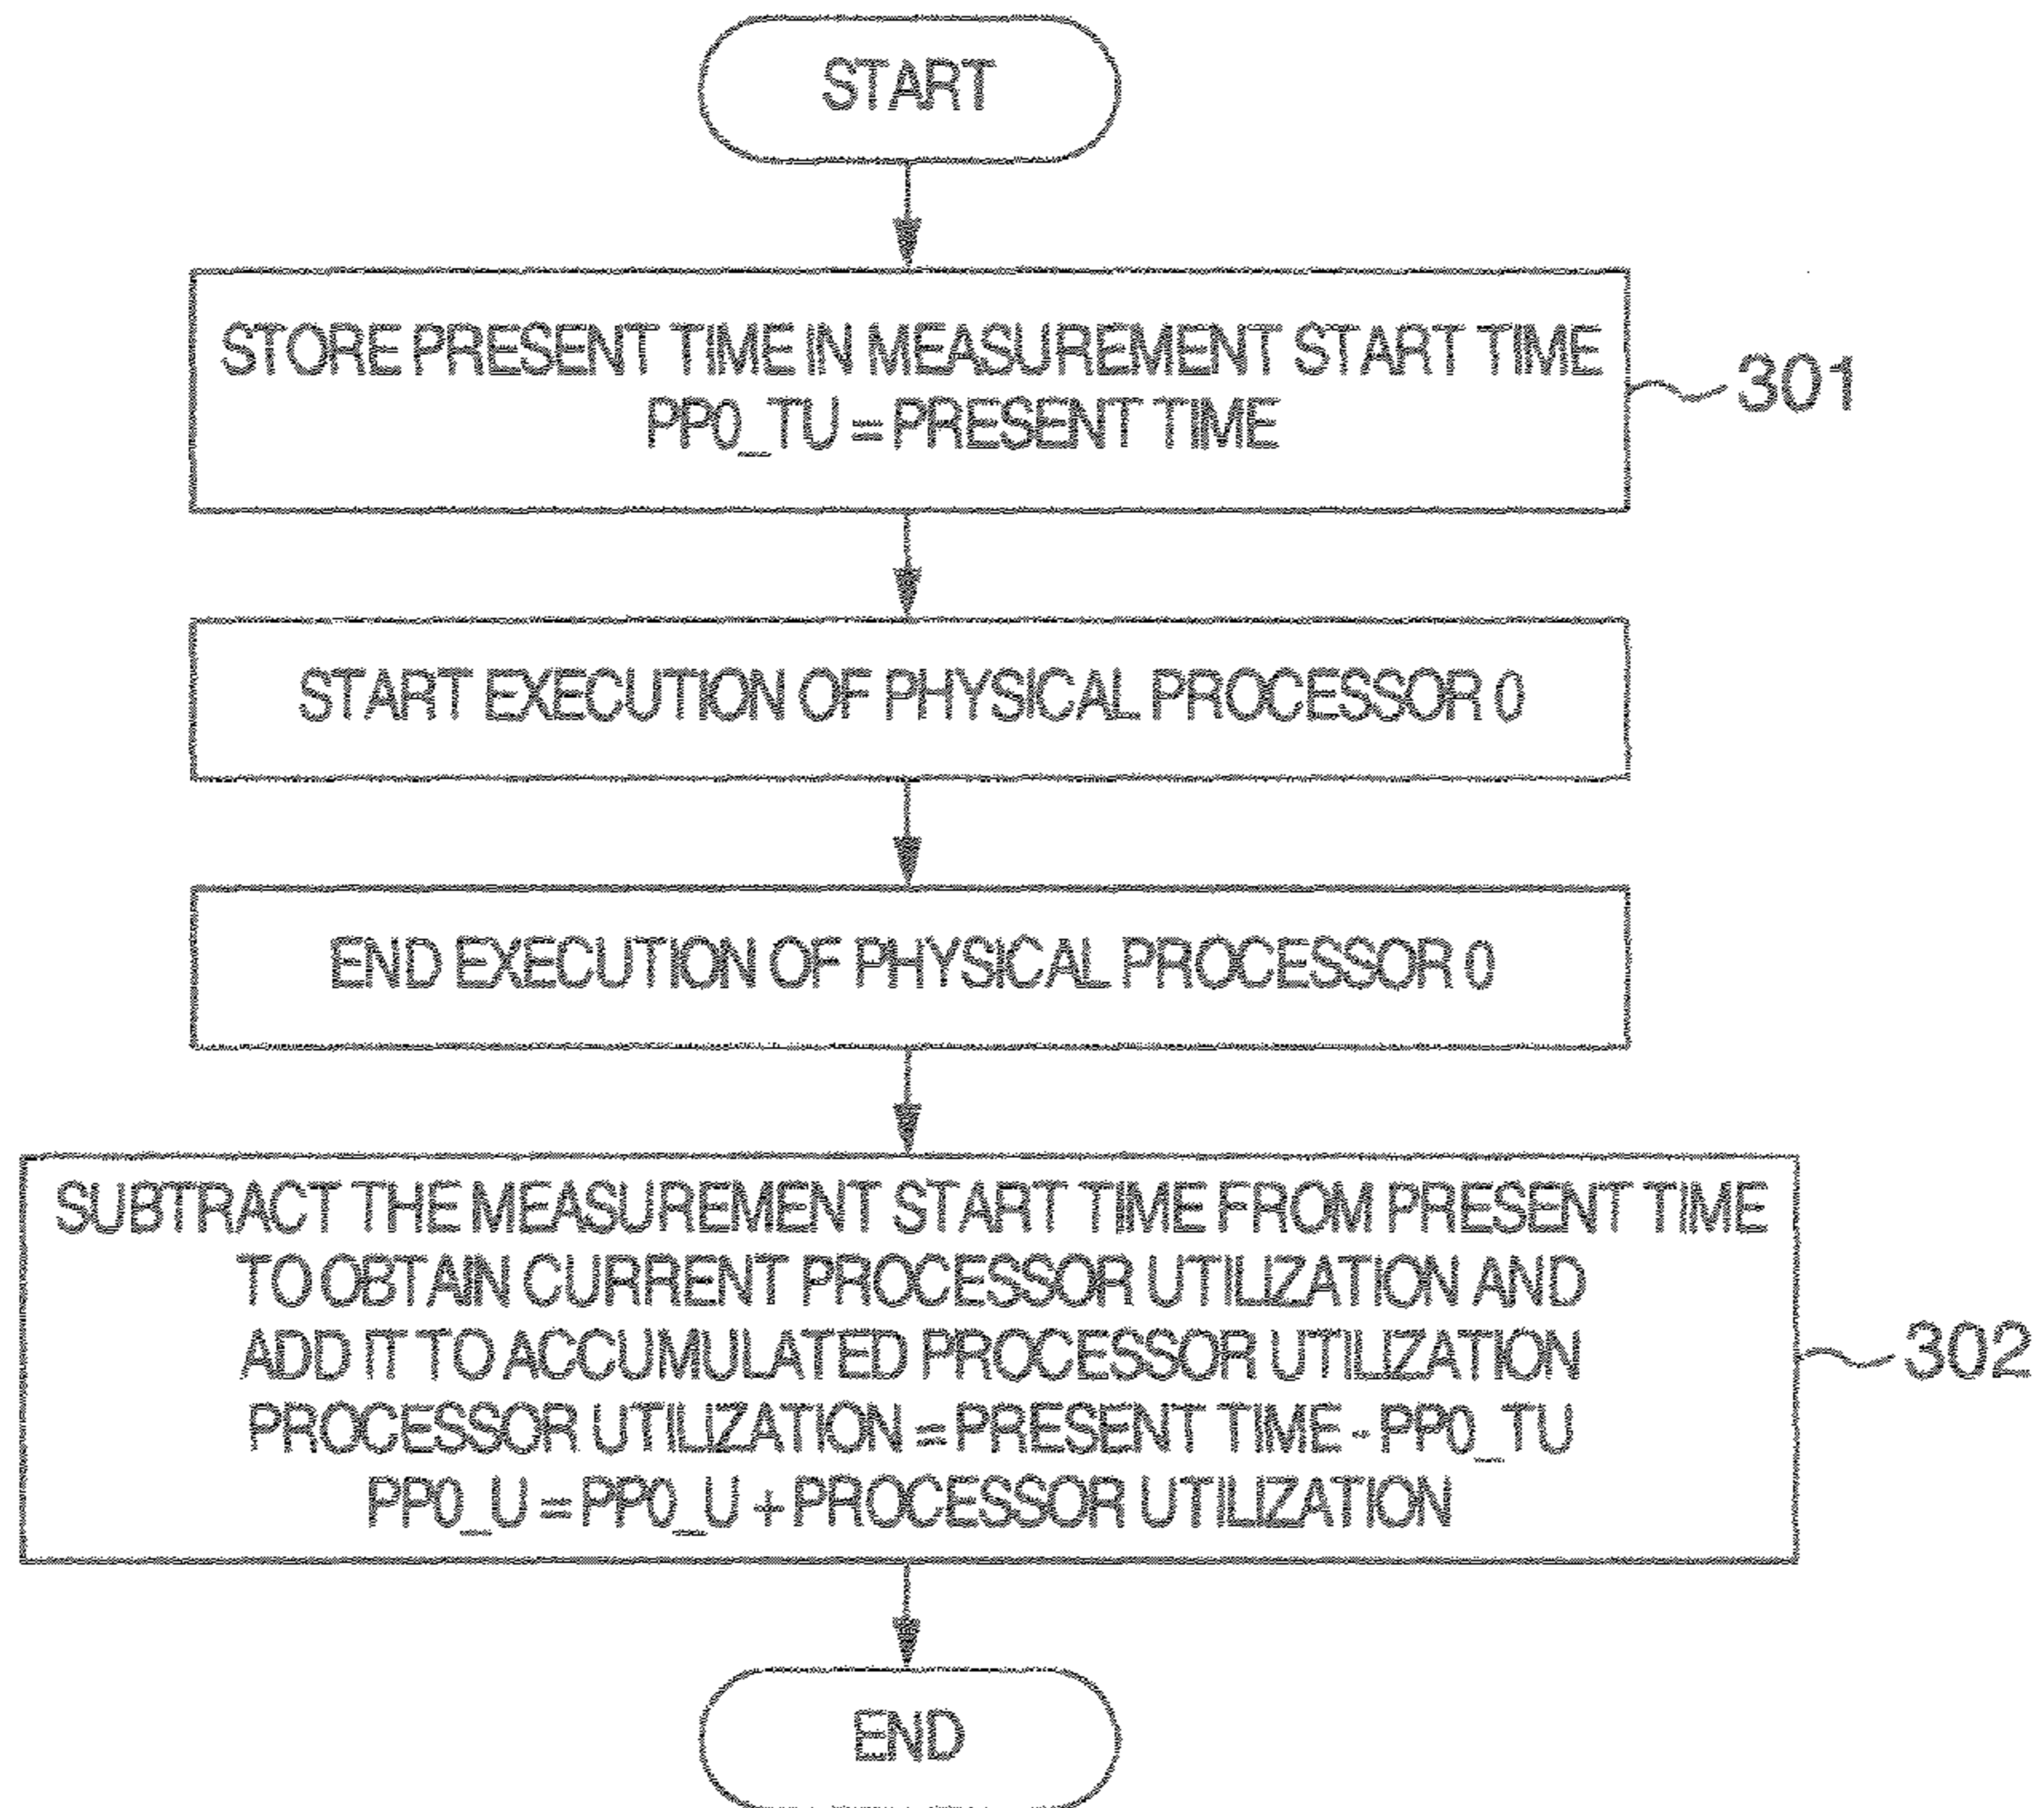 START
STORE PRESENT TIME IN MEASUREMENT START TIME
PP0_TU = PRESENT TIME
301
START EXECUTION OF PHYSICAL PROCESSOR 0
END EXECUTION OF PHYSICAL PROCESSOR 0
SUBTRACT THE MEASUREMENT START TIME FROM PRESENT TIME
TO OBTAIN CURRENT PROCESSOR UTILIZATION AND
ADD IT TO ACCUMULATED PROCESSOR UTILIZATION
PROCESSOR UTILIZATION = PRESENT TIME - PP0_TU
PP0_U = PP0_U + PROCESSOR UTILIZATION
302
END